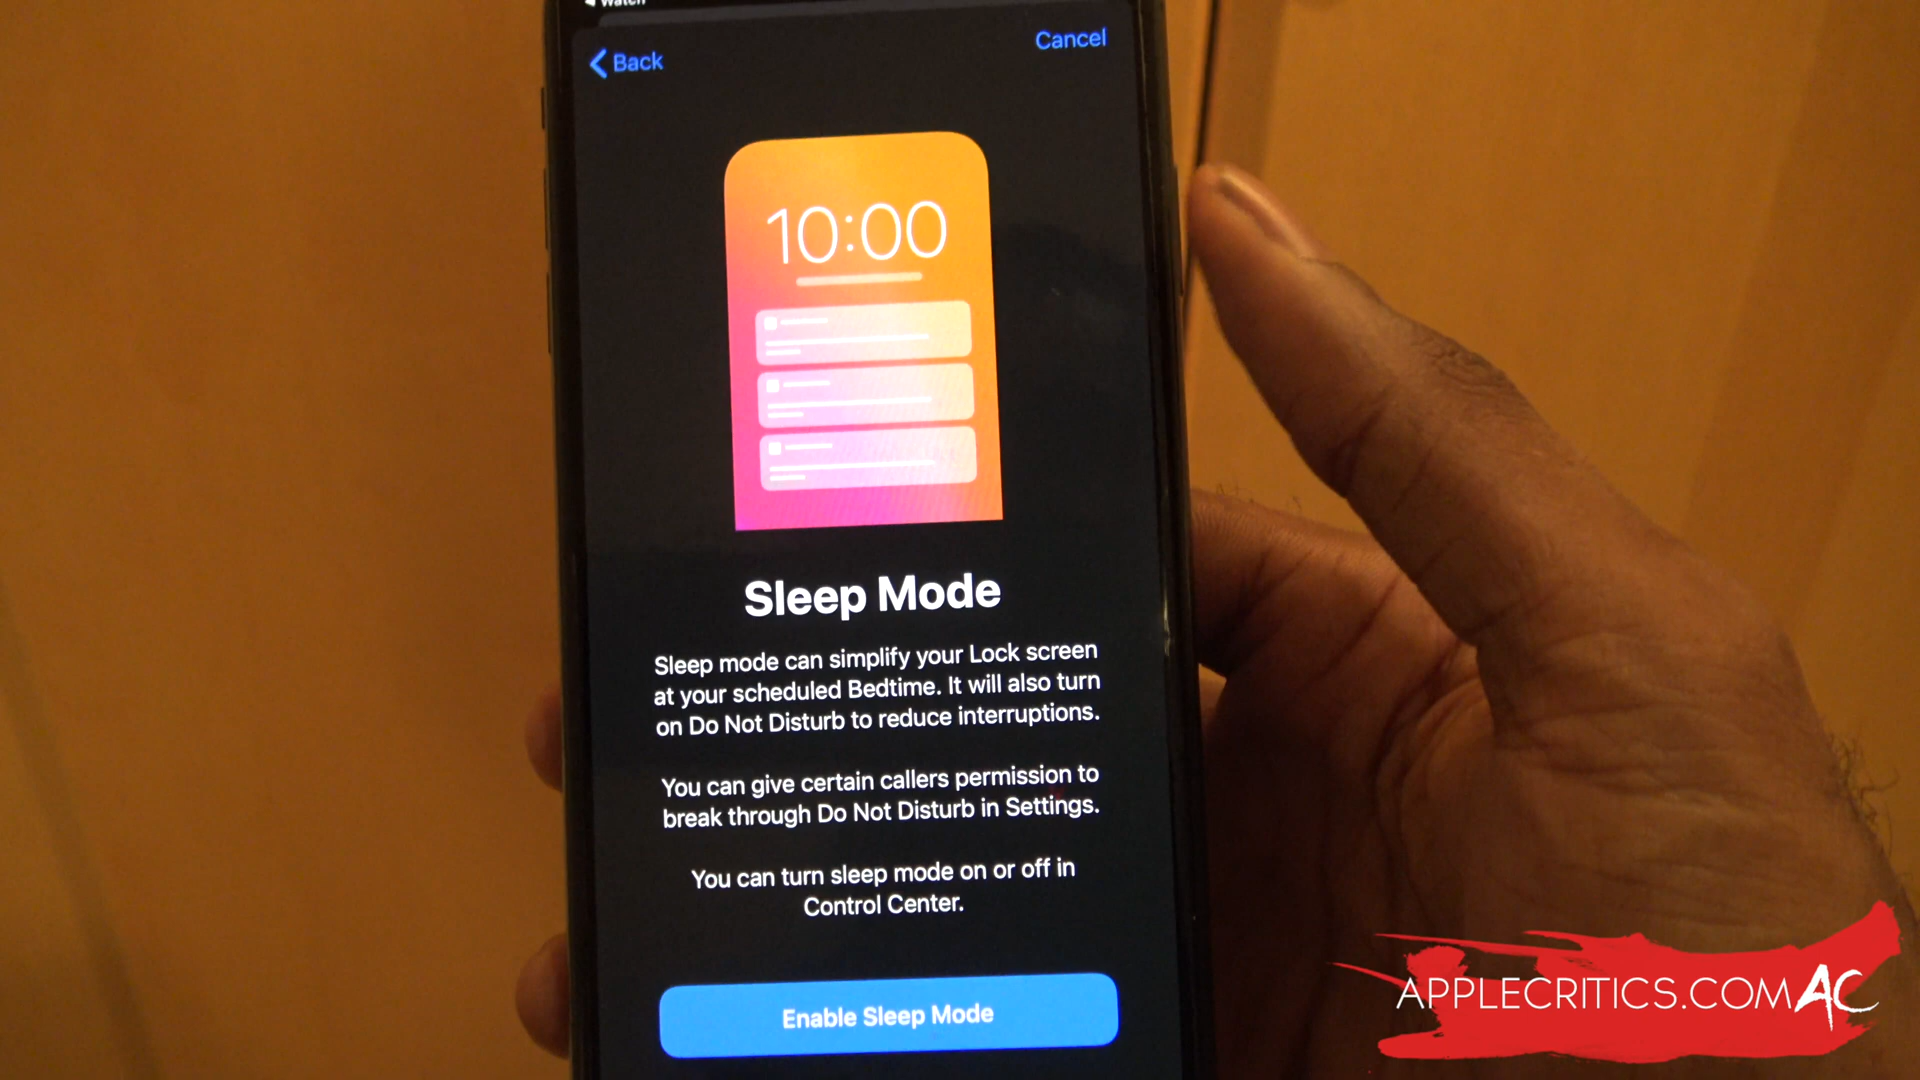 Watch
Cancel
Back
10:00
Sleep Mode
Sleep mode can simplify your Lock screen
at your scheduled Bedtime. It will also turn
on Do Not Disturb to reduce interruptions.
You can give certain callers permission to
break through Do Not Disturb in Settings.
You can turn sleep mode on or off in
Control Center.
Enable Sleep Mode
APPLECRITICS.COM AC